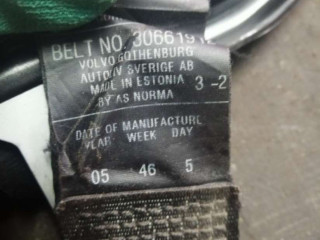 BELT NO. 306619
VOLVO GOTHENBURG
AUTOLIV SVERIGE AB
MADE IN ESTONIA 3-2
BY AS NORMA
DATE OF MANUFACTURE
YEAR WEEK DAY
05 46 5